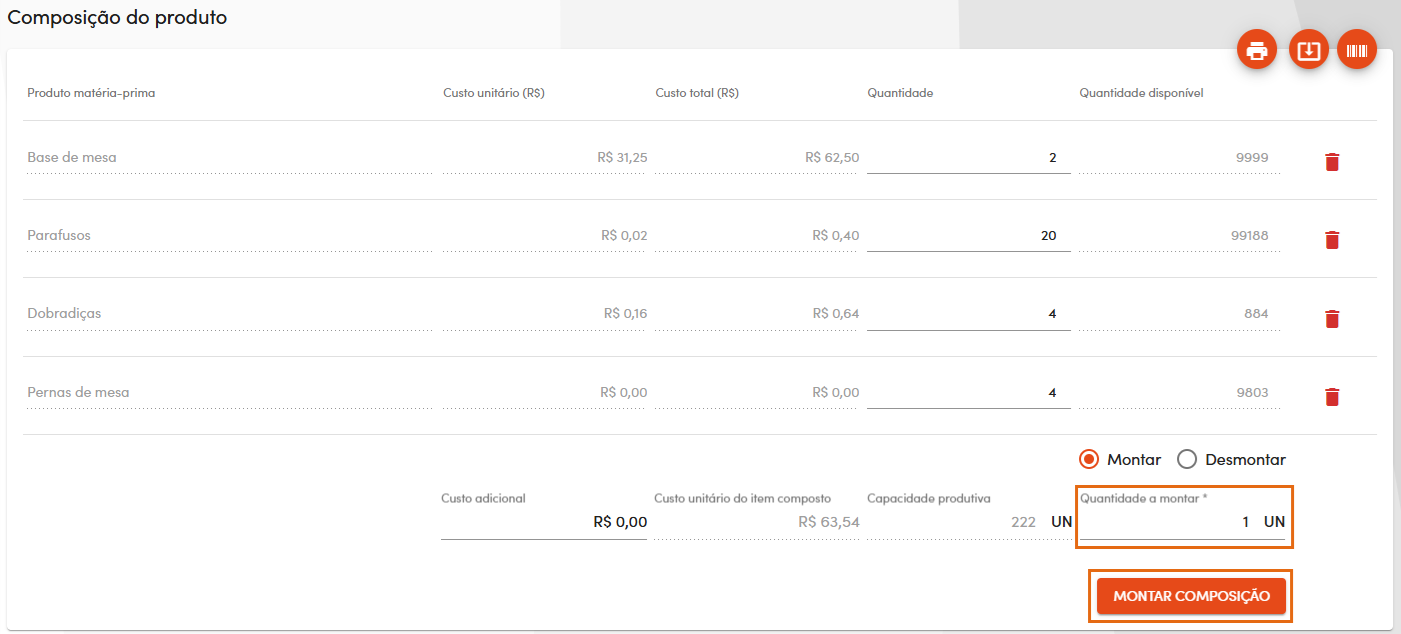 Composição do produto
Produto matéria-prima Custo unitário (R$) Custo total (R$) Quantidade Quantidade disponível
Base de mesa R$ 31,25 R$ 62,50 2 9999
Parafusos R$ 0,02 R$ 0,40 20 99188
Dobradiças R$ 0,16 R$ 0,64 4 884
Pernas de mesa R$ 0,00 R$ 0,00 4 9803
Montar Desmontar
Custo adicional Custo unitário do item composto Capacidade produtiva Quantidade a montar *
R$ 0,00 R$ 63,54 222 UN 1 UN
MONTAR COMPOSIÇÃO